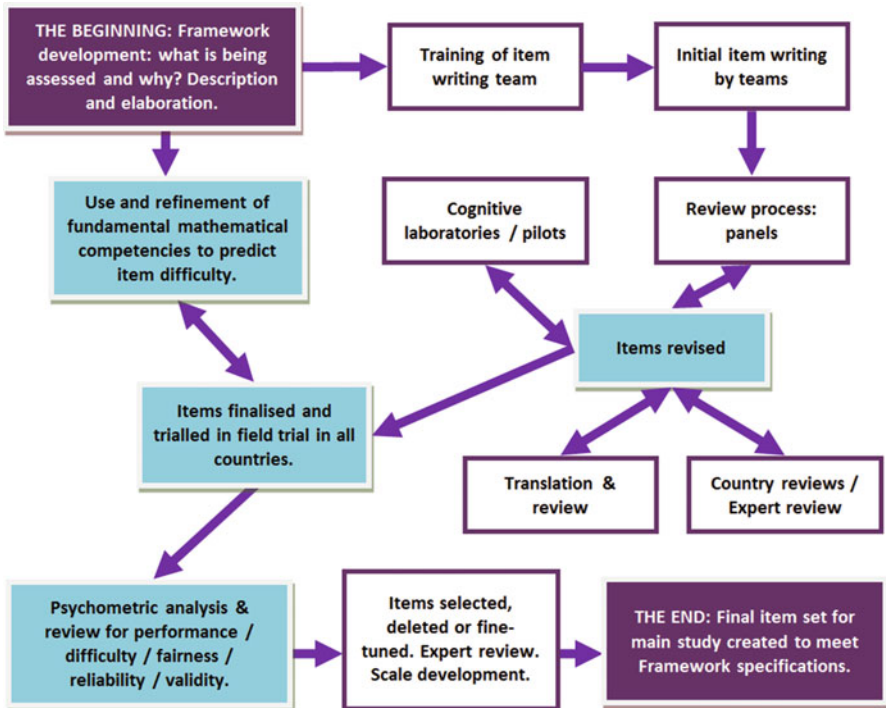 THE BEGINNING: Framework
development: what is being
assessed and why? Description
and elaboration.
Training of item
writing team
Initial item writing
by teams
Use and refinement of
fundamental mathematical
competencies to predict
item difficulty.
Cognitive
laboratories / pilots
Review process:
panels
Items revised
Items finalised and
trialled in field trial in all
countries.
Translation &
review
Country reviews /
Expert review
Psychometric analysis &
review for performance /
difficulty / fairness /
reliability / validity.
Items selected,
deleted or fine-
tuned. Expert review.
Scale development.
THE END: Final item set for
main study created to meet
Framework specifications.